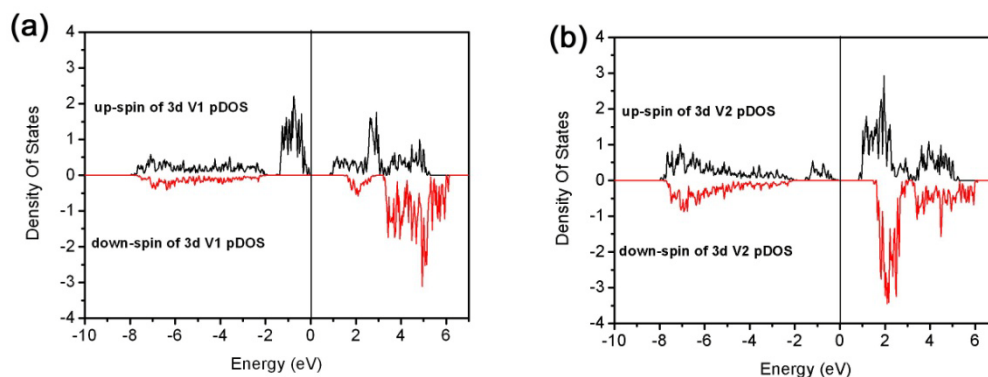 (a)
4
3
2
1
0
-1
-2
-3
-4
Density Of States
up-spin of 3d V1 pDOS
down-spin of 3d V1 pDOS
-10 -8 -6 -4 -2 0 2 4 6
Energy (eV)
(b)
4
3
2
1
0
-1
-2
-3
-4
Density Of States
up-spin of 3d V2 pDOS
down-spin of 3d V2 pDOS
-10 -8 -6 -4 -2 0 2 4 6
Energy (eV)